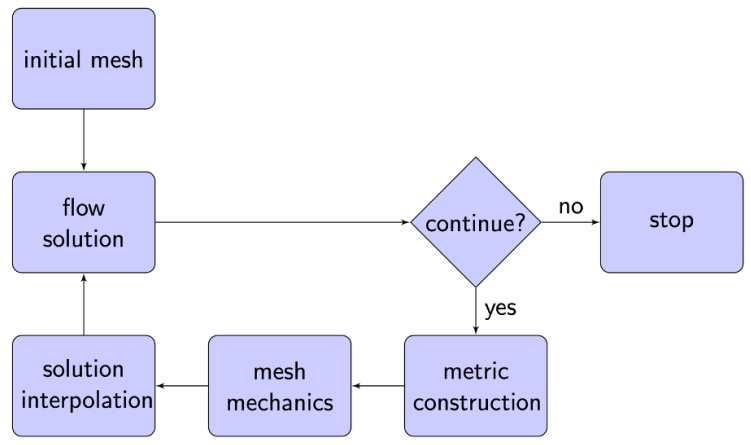 initial mesh
flow
solution
continue?
no
stop
yes
solution
interpolation
mesh
mechanics
metric
construction